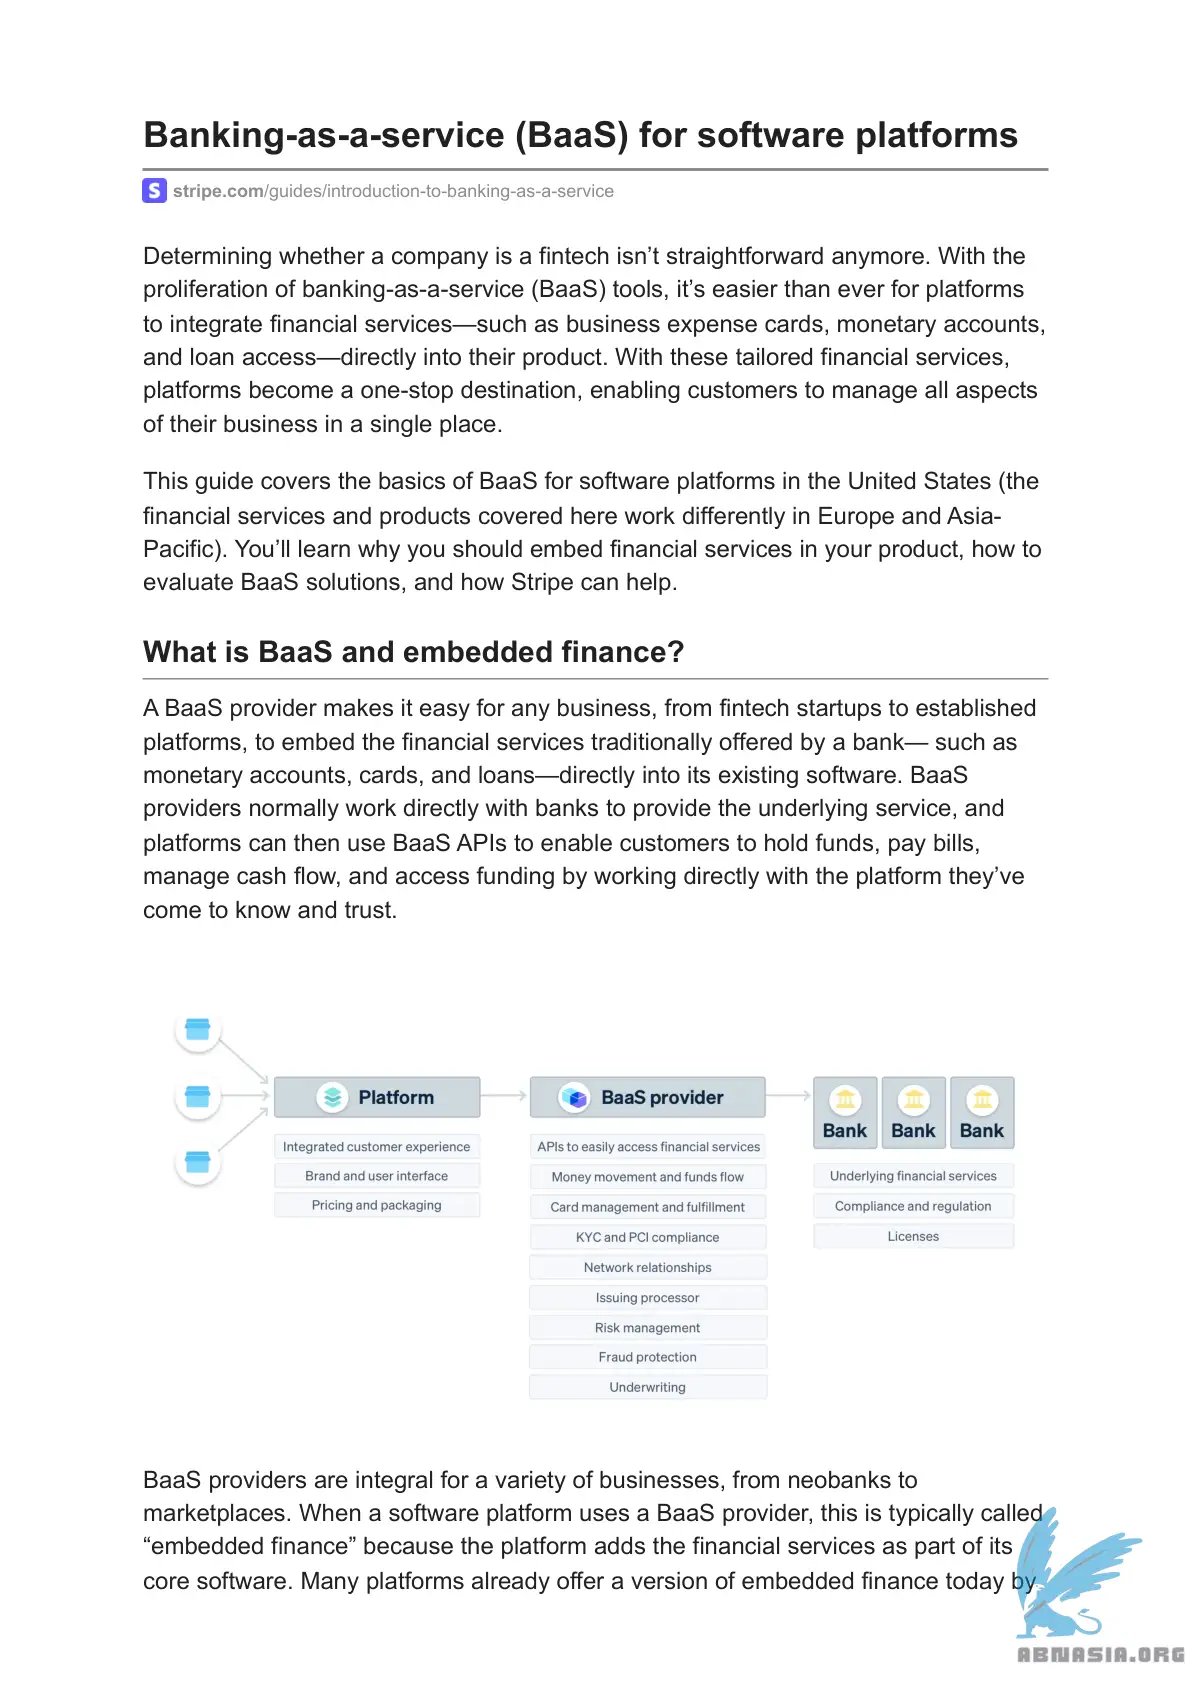 Banking-as-a-service (BaaS) for software platforms
S stripe.com/guides/introduction-to-banking-as-a-service
Determining whether a company is a fintech isn’t straightforward anymore. With the
proliferation of banking-as-a-service (BaaS) tools, it’s easier than ever for platforms
to integrate financial services—such as business expense cards, monetary accounts,
and loan access—directly into their product. With these tailored financial services,
platforms become a one-stop destination, enabling customers to manage all aspects
of their business in a single place.
This guide covers the basics of BaaS for software platforms in the United States (the
financial services and products covered here work differently in Europe and Asia-
Pacific). You’ll learn why you should embed financial services in your product, how to
evaluate BaaS solutions, and how Stripe can help.
What is BaaS and embedded finance?
A BaaS provider makes it easy for any business, from fintech startups to established
platforms, to embed the financial services traditionally offered by a bank— such as
monetary accounts, cards, and loans—directly into its existing software. BaaS
providers normally work directly with banks to provide the underlying service, and
platforms can then use BaaS APIs to enable customers to hold funds, pay bills,
manage cash flow, and access funding by working directly with the platform they’ve
come to know and trust.
Platform
Integrated customer experience
Brand and user interface
Pricing and packaging
BaaS provider
APIs to easily access financial services
Money movement and funds flow
Card management and fulfillment
KYC and PCI compliance
Network relationships
Issuing processor
Risk management
Fraud protection
Underwriting
Bank Bank Bank
Underlying financial services
Compliance and regulation
Licenses
BaaS providers are integral for a variety of businesses, from neobanks to
marketplaces. When a software platform uses a BaaS provider, this is typically called
“embedded finance” because the platform adds the financial services as part of its
core software. Many platforms already offer a version of embedded finance today by
ABNASIA.ORG